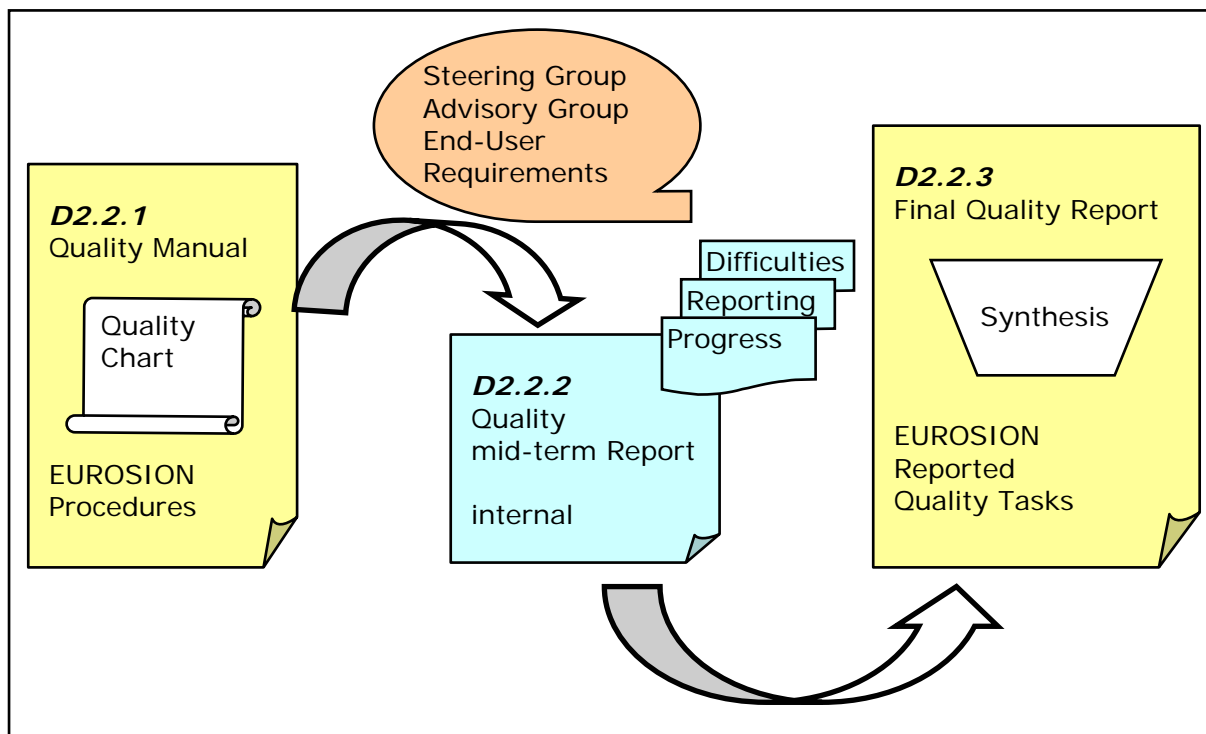 Steering Group
Advisory Group
End-User
Requirements
D2.2.1
Quality Manual
Quality
Chart
EUROSION
Procedures
Difficulties
Reporting
Progress
D2.2.2
Quality
mid-term Report
internal
D2.2.3
Final Quality Report
Synthesis
EUROSION
Reported
Quality Tasks